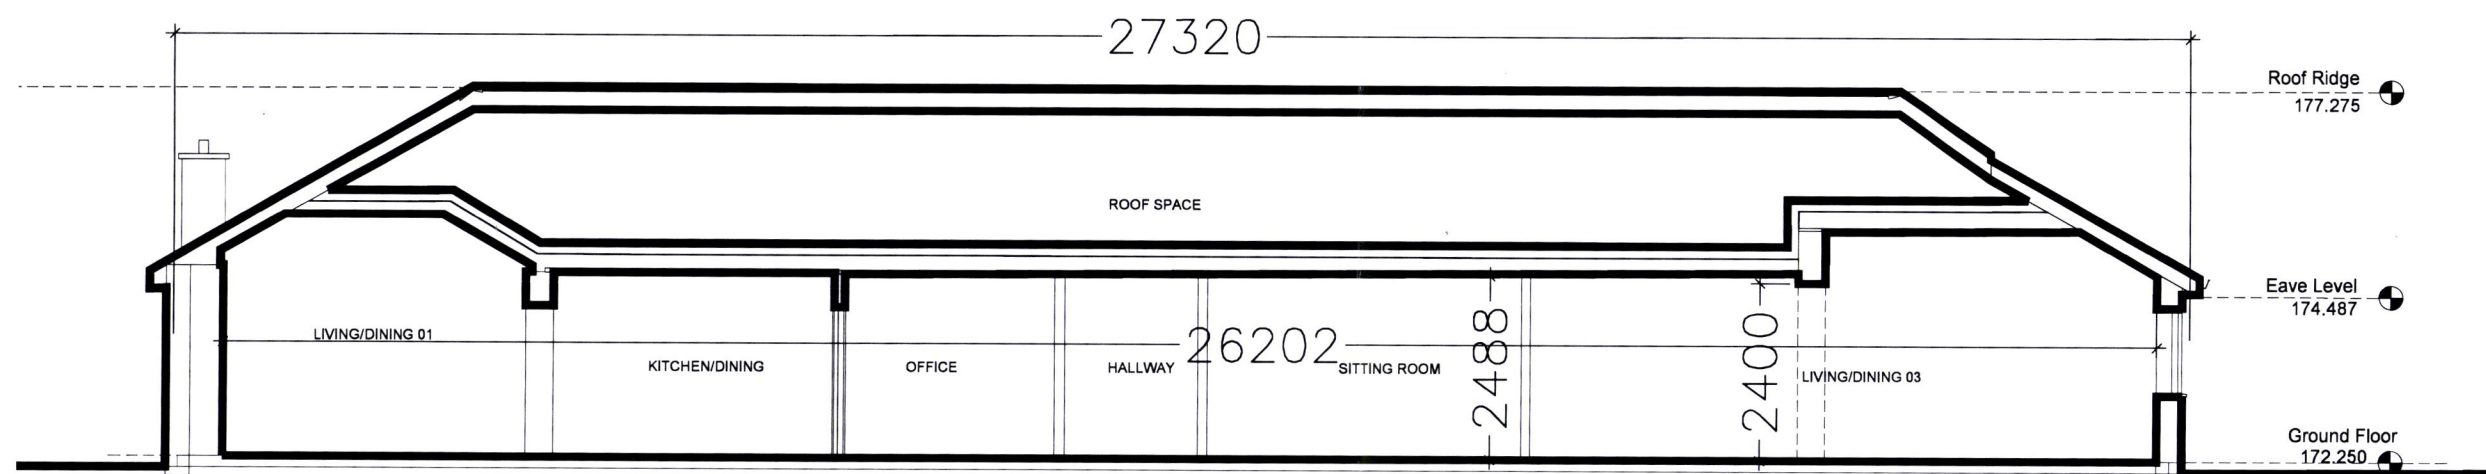 27320
Roof Ridge
177.275
ROOF SPACE
Eave Level
174.487
LIVING/DINING 01
KITCHEN/DINING
OFFICE
HALLWAY
26202
SITTING ROOM
2488
2400
LIVING/DINING 03
Ground Floor
172.250